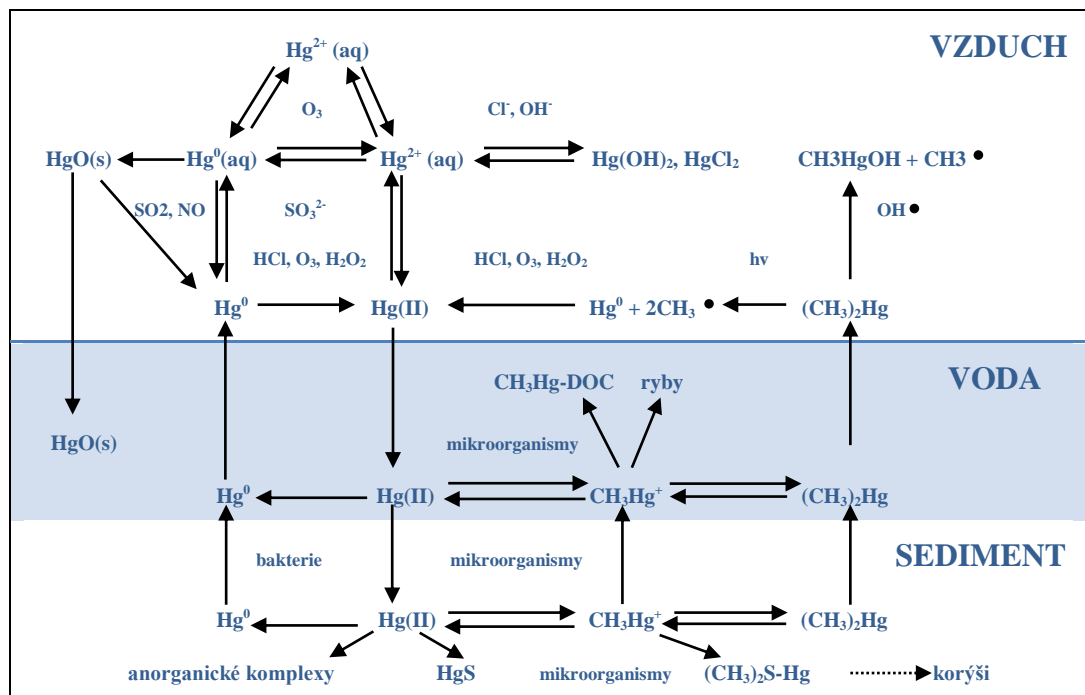 Hg²⁺ (aq) VZDUCH
O₃ Cl⁻, OH⁻
HgO(s) Hg⁰(aq) Hg²⁺ (aq) Hg(OH)₂, HgCl₂ CH3HgOH + CH3 •
SO2, NO SO₃²⁻ OH •
HCl, O₃, H₂O₂ HCl, O₃, H₂O₂ hv
Hg⁰ Hg(II) Hg⁰ + 2CH₃ • (CH₃)₂Hg
VODA
CH₃Hg-DOC ryby
HgO(s) mikroorganismy
Hg⁰ Hg(II) CH₃Hg⁺ (CH₃)₂Hg
bakterie mikroorganismy SEDIMENT
Hg⁰ Hg(II) CH₃Hg⁺ (CH₃)₂Hg
anorganické komplexy HgS mikroorganismy (CH₃)₂S-Hg korýši